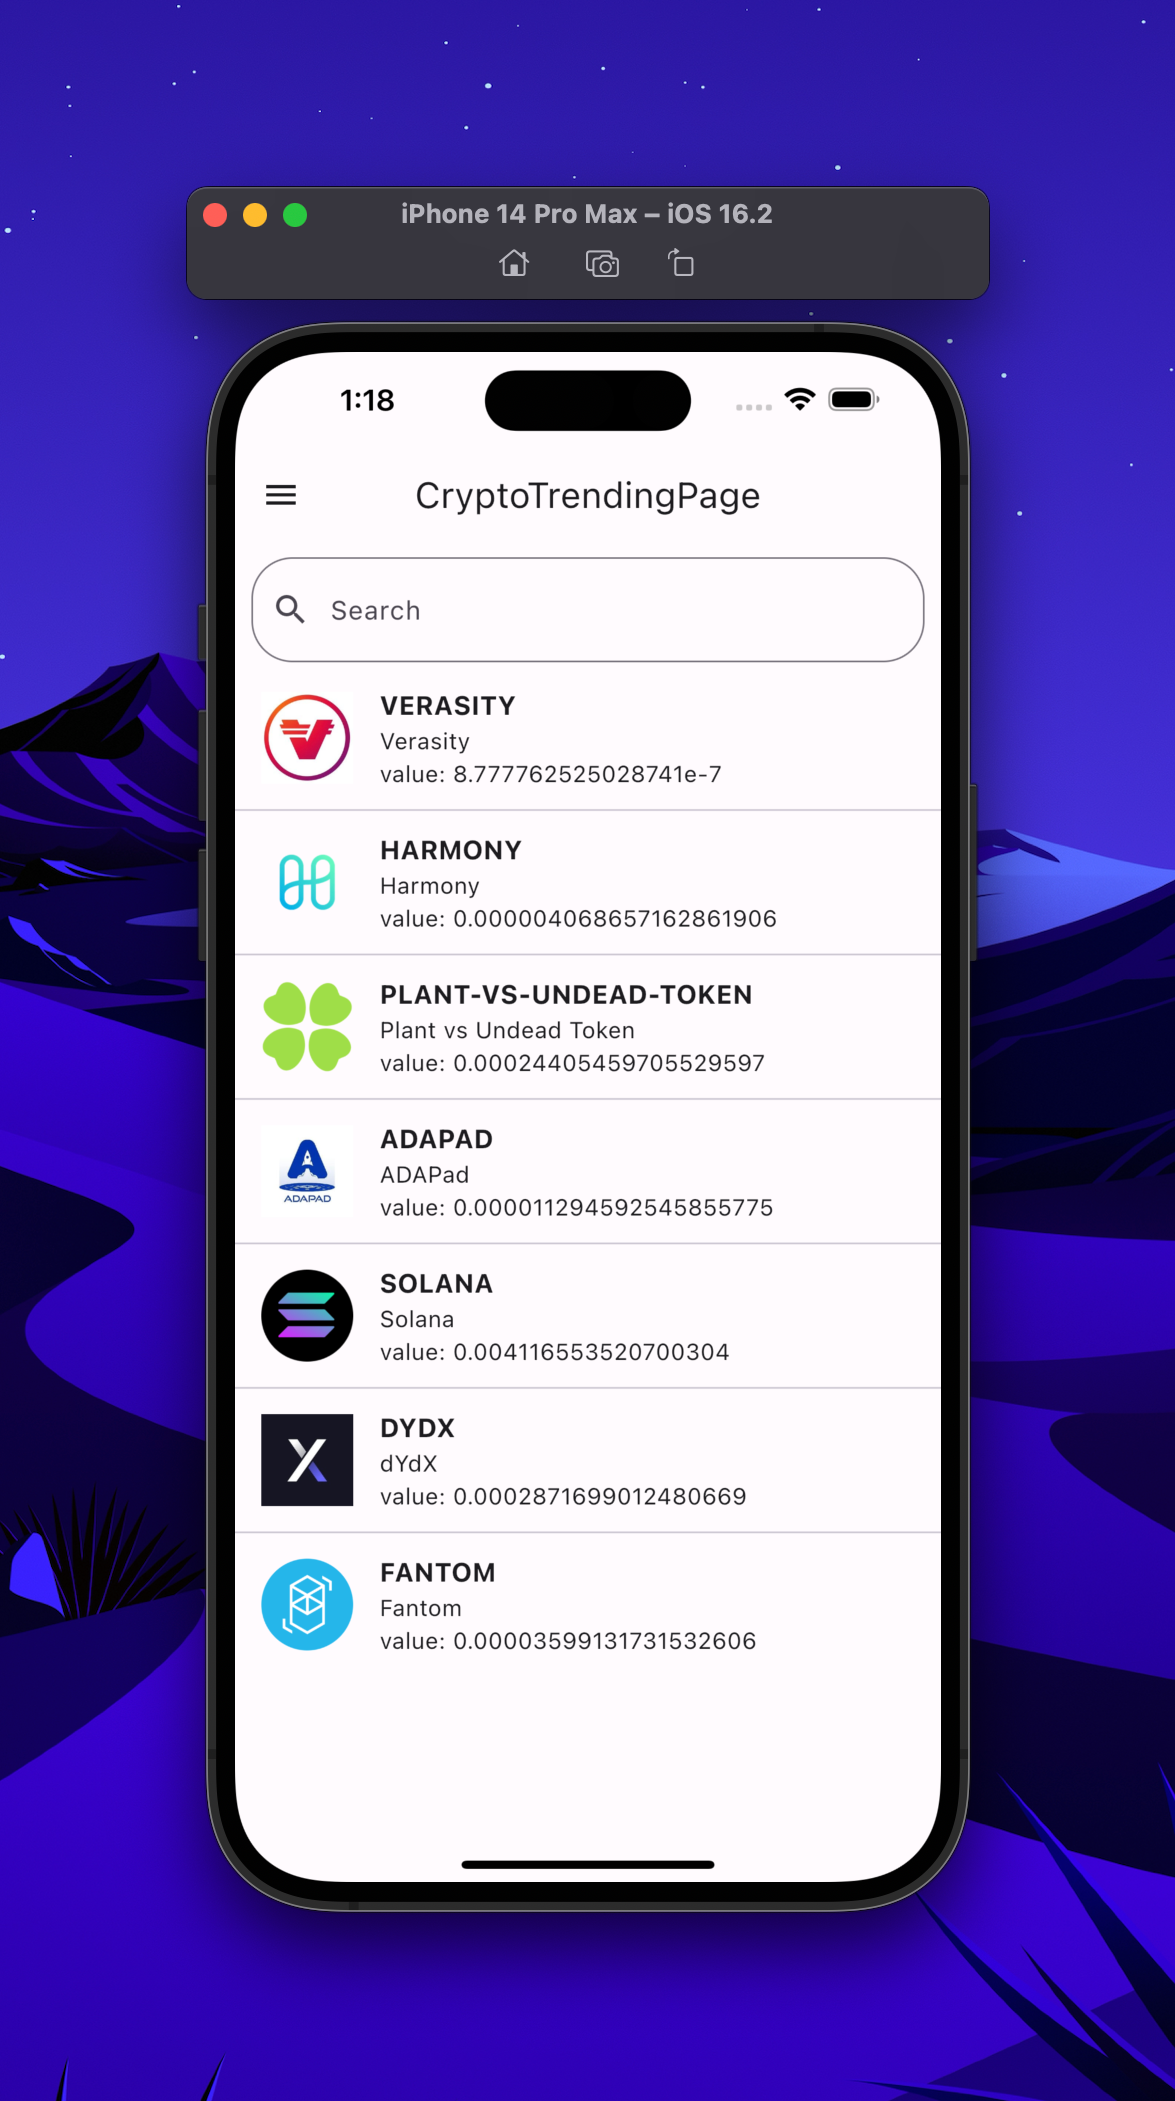 iPhone 14 Pro Max – iOS 16.2
1:18
CryptoTrendingPage
Search
VERASITY
Verasity
value: 8.777762525028741e-7
HARMONY
Harmony
value: 0.000004068657162861906
PLANT-VS-UNDEAD-TOKEN
Plant vs Undead Token
value: 0.00024405459705529597
ADAPAD
ADAPAD
ADAPad
value: 0.000011294592545855775
SOLANA
Solana
value: 0.004116553520700304
DYDX
dYdX
value: 0.0002871699012480669
FANTOM
Fantom
value: 0.00003599131731532606